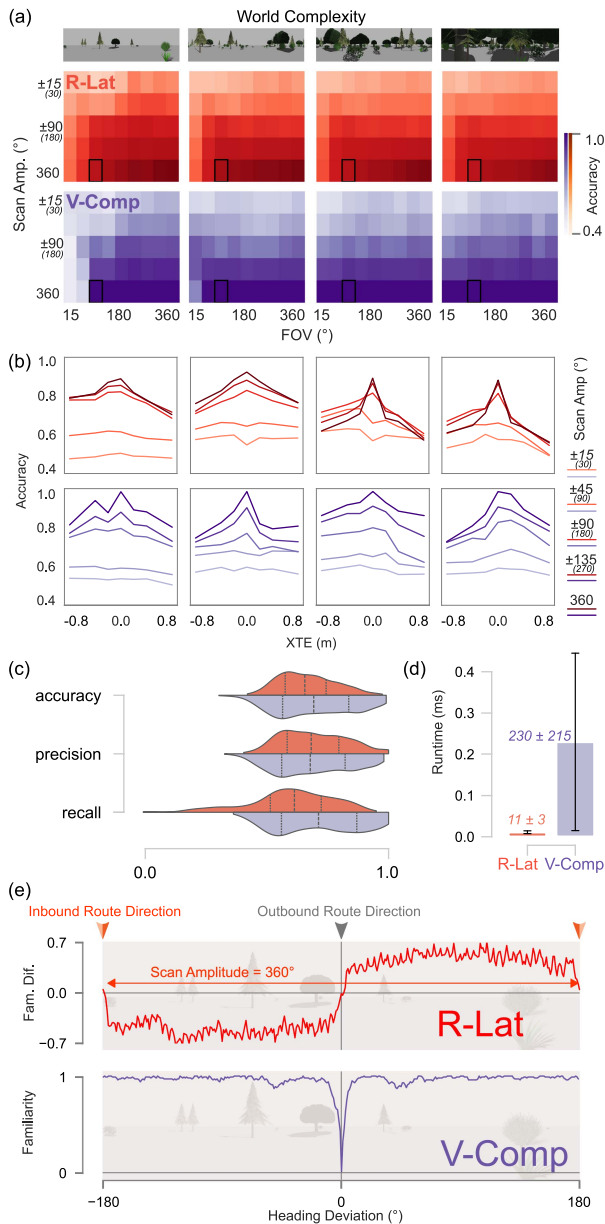 (a)
World Complexity
R-Lat
±15
(30)
±90
(180)
360
Scan Amp. (°)
V-Comp
±15
(30)
±90
(180)
360
15 180 360 15 180 360 15 180 360 15 180 360
FOV (°)
1.0
0.4
Accuracy
(b)
1.0
0.8
0.6
0.4
1.0
0.8
0.6
0.4
Accuracy
-0.8 0.0 0.8 -0.8 0.0 0.8 -0.8 0.0 0.8 -0.8 0.0 0.8
XTE (m)
Scan Amp (°)
±15
(30)
±45
(90)
±90
(180)
±135
(270)
360
(c)
accuracy
precision
recall
0.0 1.0
(d)
Runtime (ms)
0.4
0.3
0.2
0.1
0.0
230 ± 215
11 ± 3
R-Lat V-Comp
(e)
Inbound Route Direction
Outbound Route Direction
0.7
0.0
−0.7
Fam. Dif.
Scan Amplitude = 360°
R-Lat
1
0
Familiarity
V-Comp
−180 0 180
Heading Deviation (°)